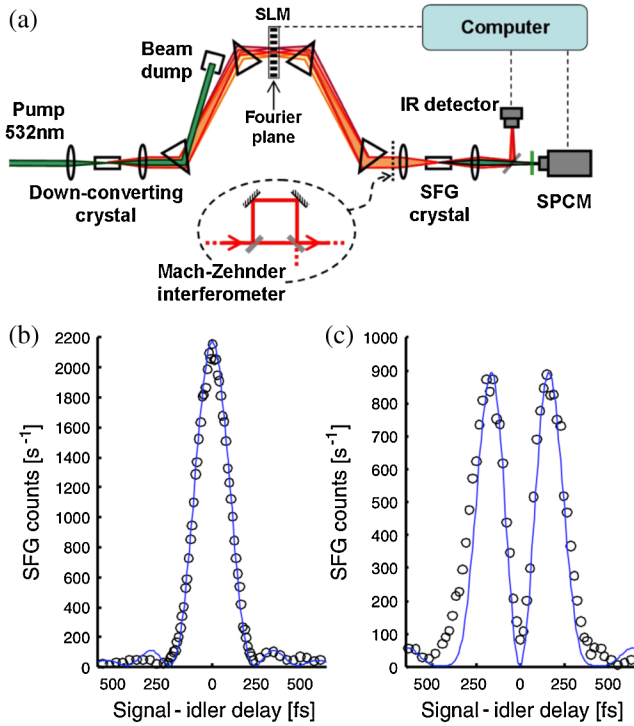 (a)
SLM
Computer
Beam
dump
IR detector
Pump
532nm
Fourier
plane
Down-converting
crystal
SFG
crystal
SPCM
Mach-Zehnder
interferometer
(b)
2200
2000
1800
1600
1400
1200
1000
800
600
400
200
0
SFG counts [s⁻¹]
500 250 0 250 500
Signal - idler delay [fs]
(c)
1000
900
800
700
600
500
400
300
200
100
0
SFG counts [s⁻¹]
500 250 0 250 500
Signal - idler delay [fs]